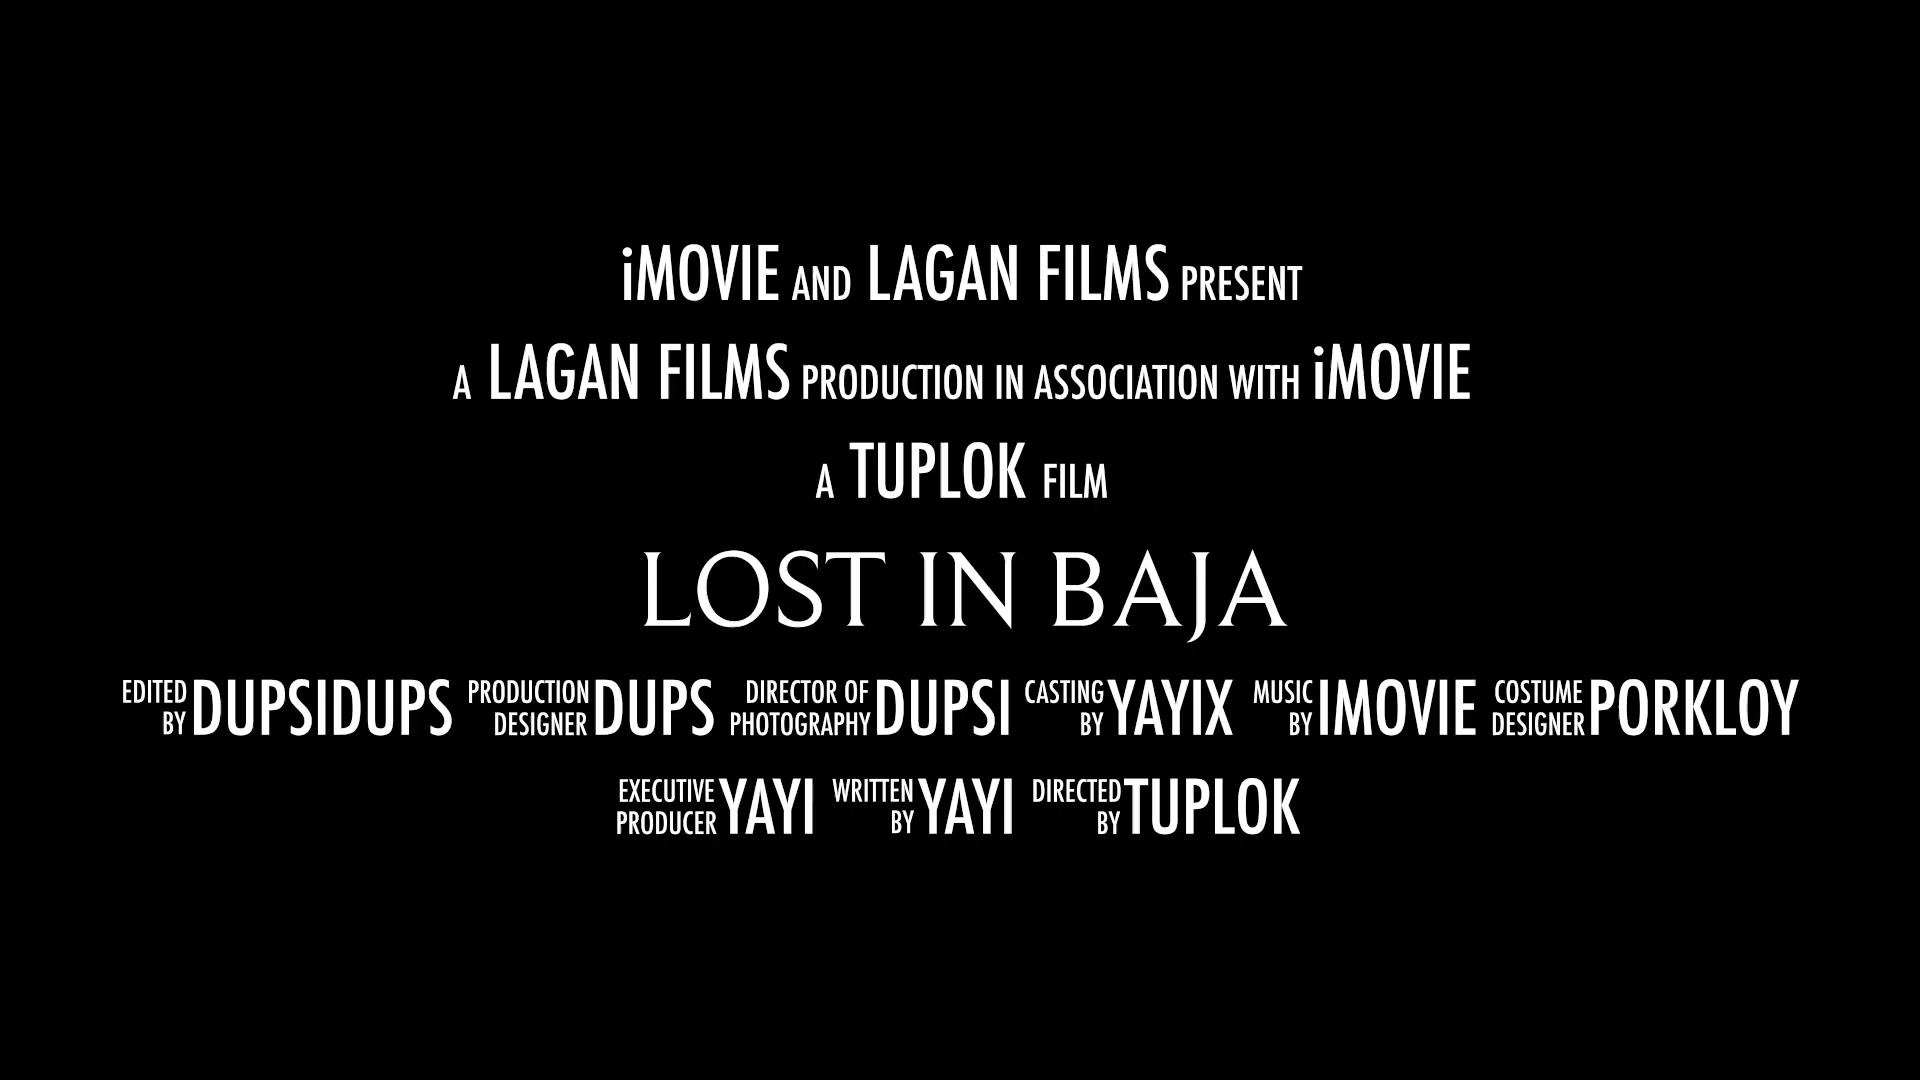 iMOVIE AND LAGAN FILMS PRESENT
A LAGAN FILMS PRODUCTION IN ASSOCIATION WITH iMOVIE
A TUPLOK FILM
LOST IN BAJA
EDITED BY DUPSIDUPS PRODUCTION DESIGNER DUPS DIRECTOR OF PHOTOGRAPHY DUPSI CASTING BY YAYIX MUSIC BY IMOVIE COSTUME DESIGNER PORKLOY
EXECUTIVE PRODUCER YAYI WRITTEN BY YAYI DIRECTED BY TUPLOK